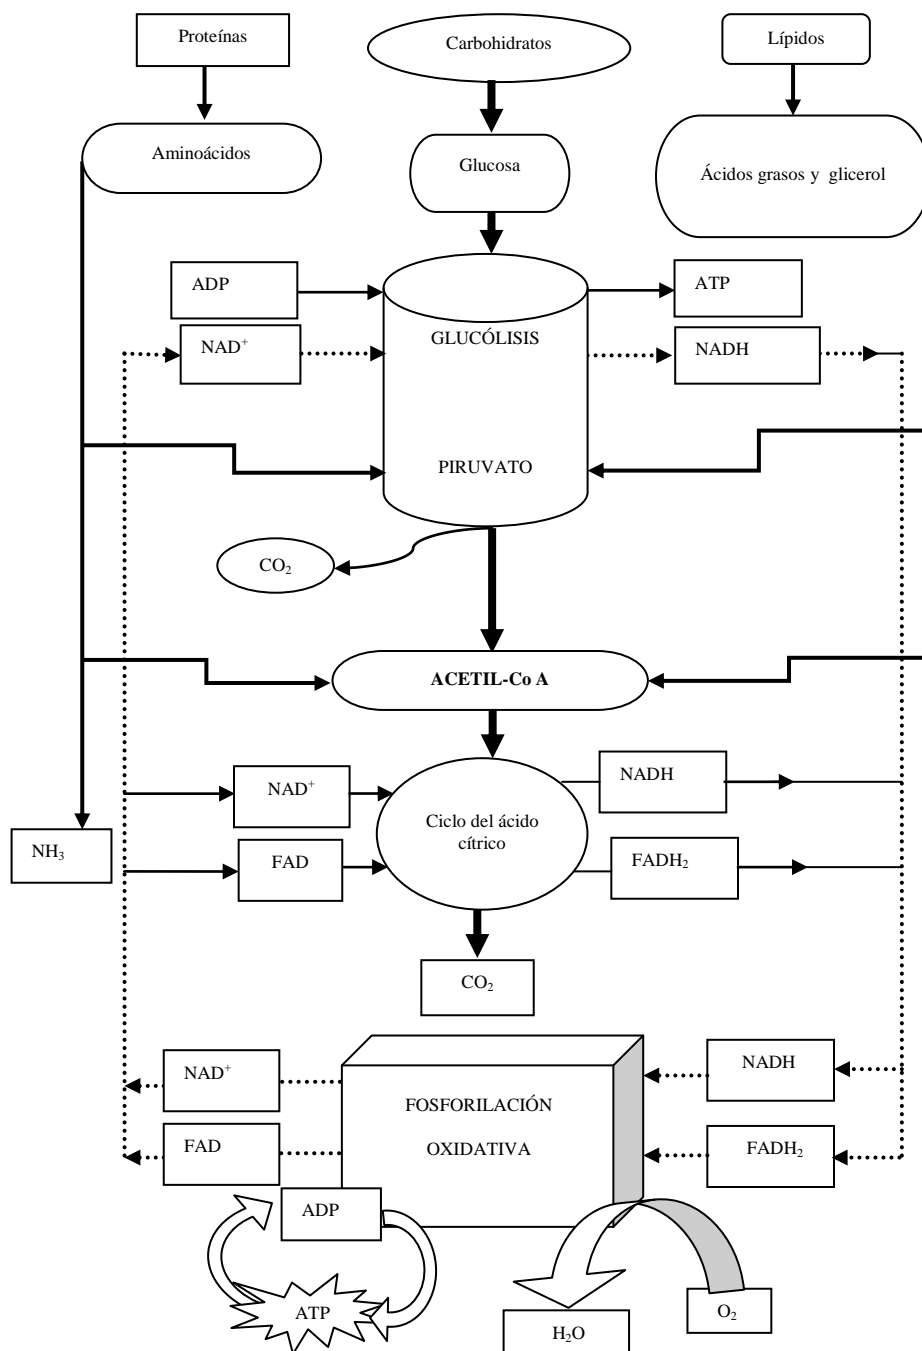 Proteínas
Carbohidratos
Lípidos
Aminoácidos
Glucosa
Ácidos grasos y glicerol
ADP
ATP
NAD⁺
GLUCÓLISIS
NADH
PIRUVATO
CO₂
ACETIL-Co A
NAD⁺
NADH
Ciclo del ácido
cítrico
NH₃
FAD
FADH₂
CO₂
NAD⁺
NADH
FOSFORILACIÓN
OXIDATIVA
FAD
FADH₂
ADP
ATP
H₂O
O₂